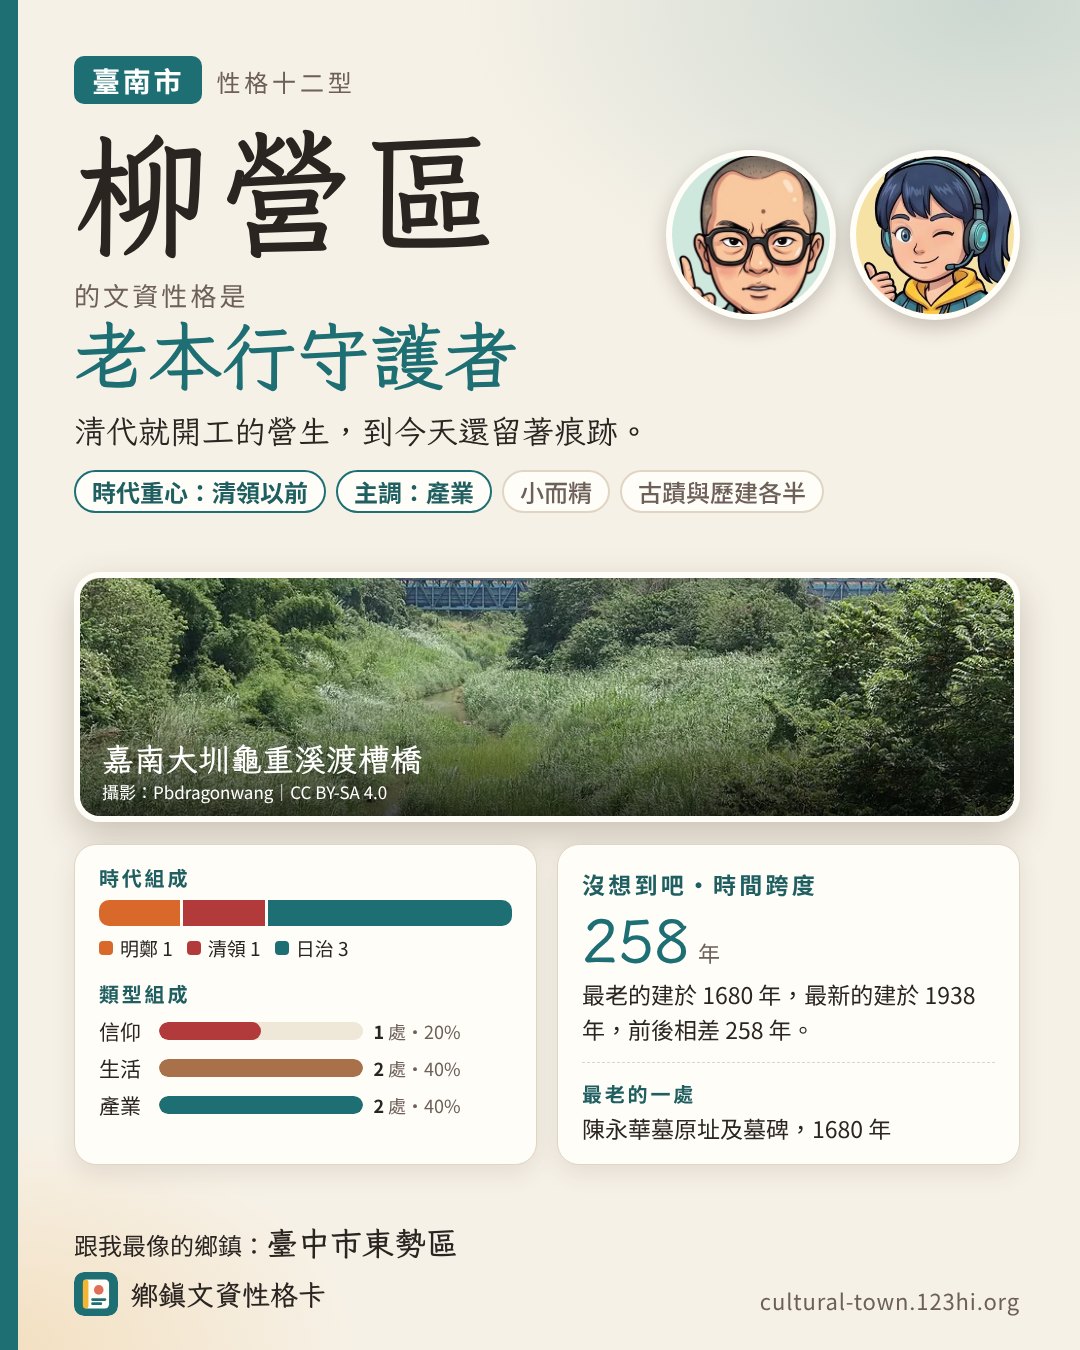 臺南市 性格十二型
柳營區
的文資性格是
老本行守護者
清代就開工的營生，到今天還留著痕跡。
時代重心：清領以前 主調：產業 小而精 古蹟與歷建各半
嘉南大圳龜重溪渡槽橋
攝影：Pbdragonwang｜CC BY-SA 4.0
時代組成
明鄭 1 清領 1 日治 3
類型組成
信仰 1 處・20%
生活 2 處・40%
產業 2 處・40%
沒想到吧・時間跨度
258 年
最老的建於 1680 年，最新的建於 1938
年，前後相差 258 年。
最老的一處
陳永華墓原址及墓碑，1680 年
跟我最像的鄉鎮：臺中市東勢區
鄉鎮文資性格卡
cultural-town.123hi.org